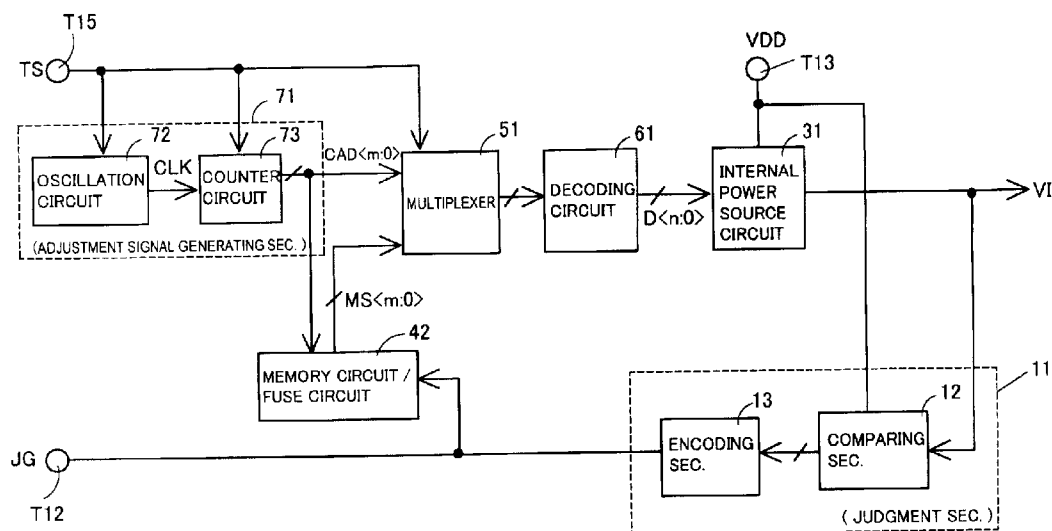 T15
TS
VDD
T13
71
72
73
51
61
31
OSCILLATION
CIRCUIT
CLK
COUNTER
CIRCUIT
CAD<m:0>
MULTIPLEXER
DECODING
CIRCUIT
D<n:0>
INTERNAL
POWER
SOURCE
CIRCUIT
VI
(ADJUSTMENT SIGNAL GENERATING SEC.)
MS<m:0>
42
MEMORY CIRCUIT /
FUSE CIRCUIT
11
13
12
ENCODING
SEC.
COMPARING
SEC.
JG
T12
( JUDGMENT SEC. )